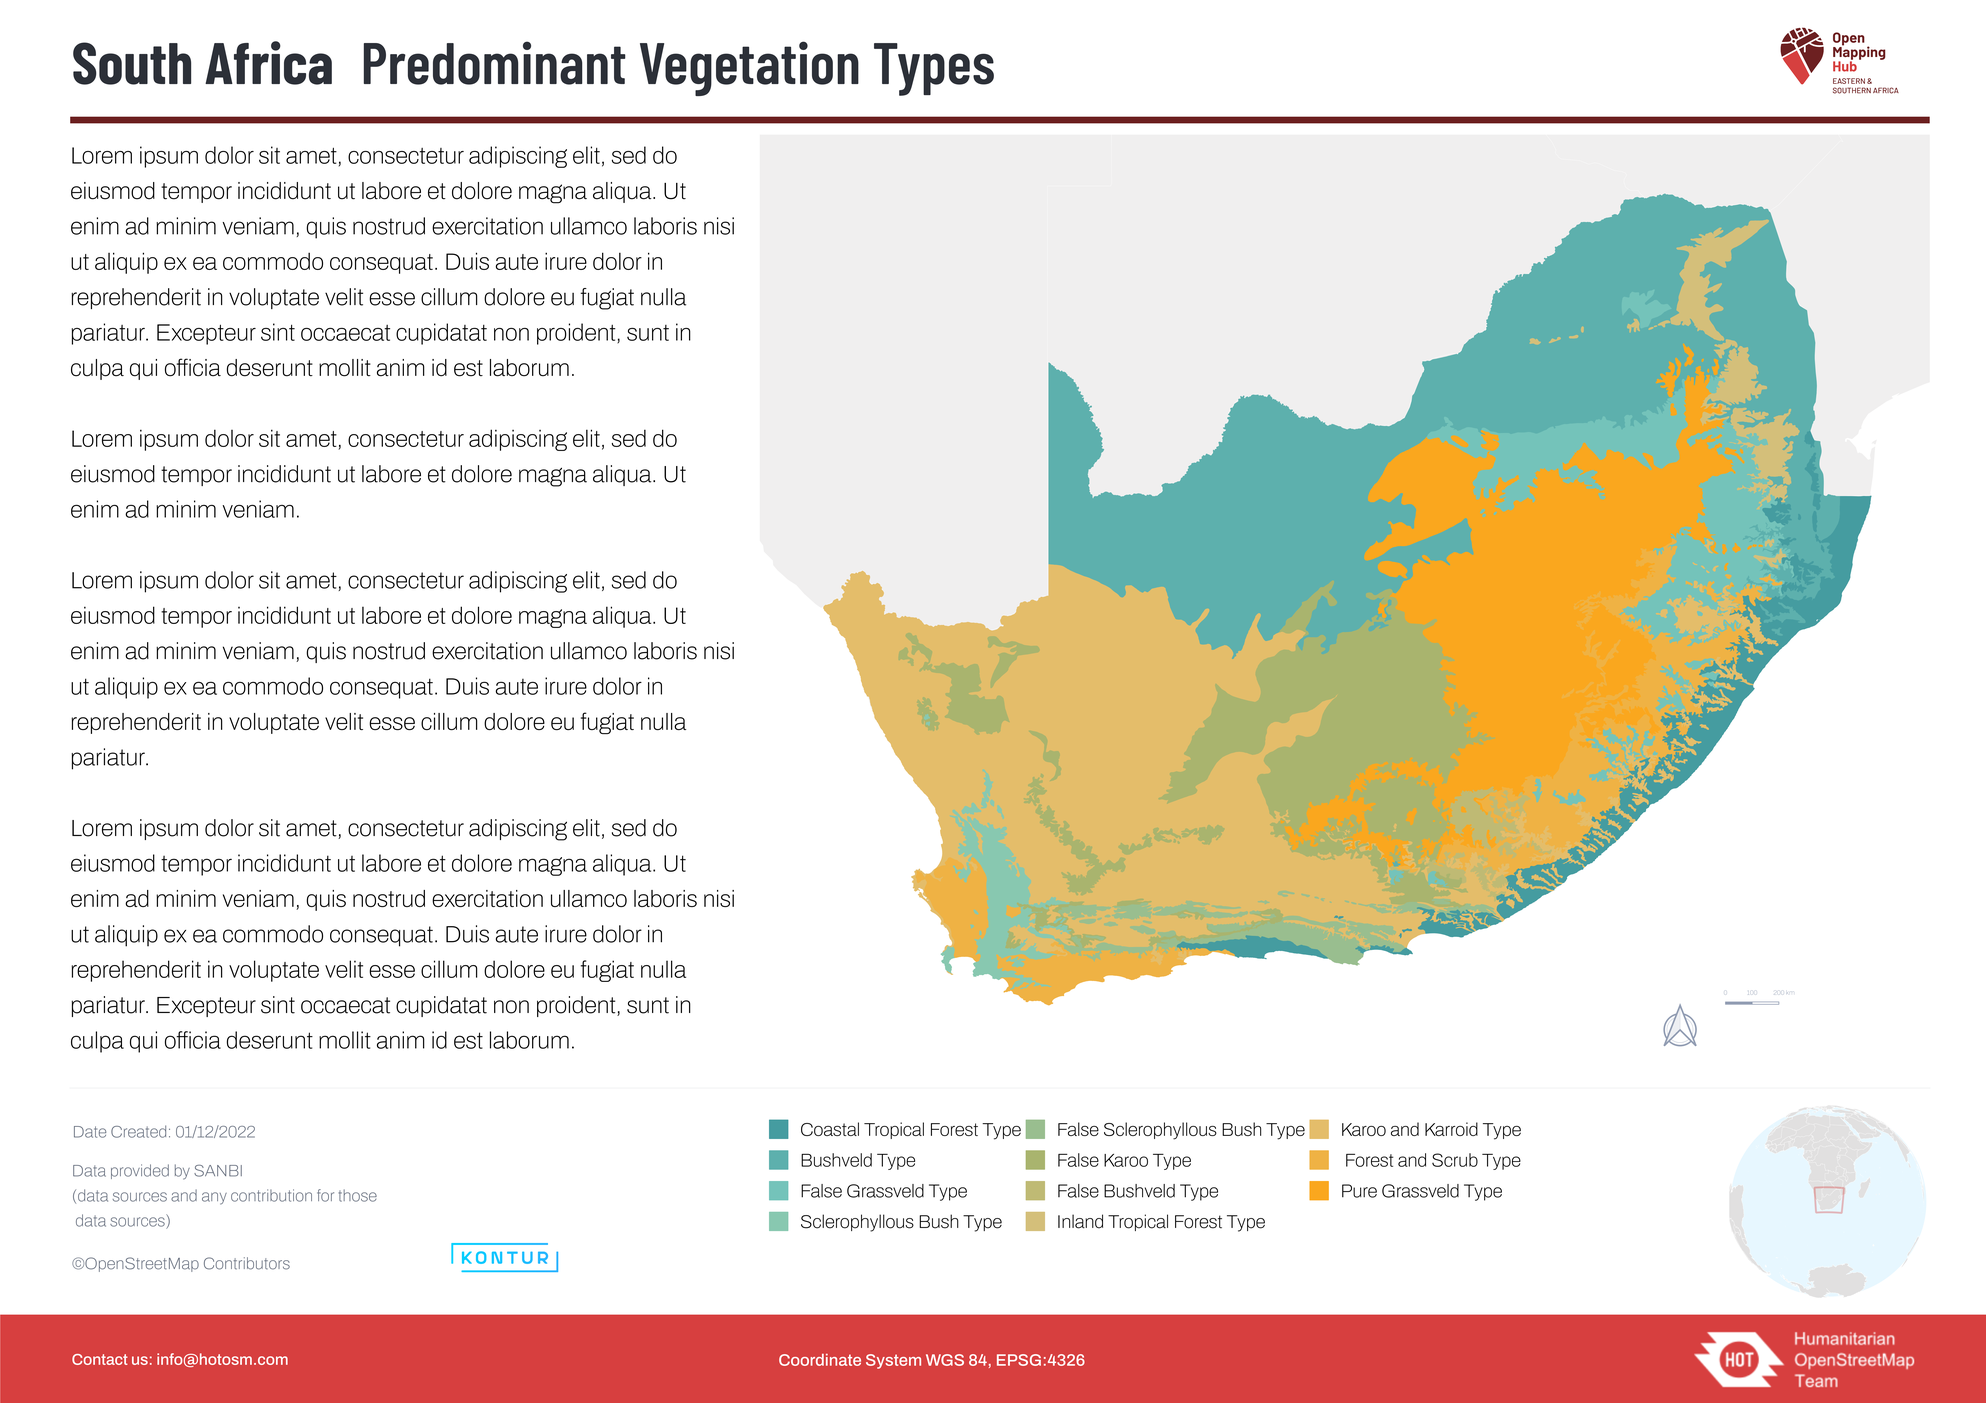 South Africa Predominant Vegetation Types
Open
Mapping
Hub
EASTERN &
SOUTHERN AFRICA
Lorem ipsum dolor sit amet, consectetur adipiscing elit, sed do
eiusmod tempor incididunt ut labore et dolore magna aliqua. Ut
enim ad minim veniam, quis nostrud exercitation ullamco laboris nisi
ut aliquip ex ea commodo consequat. Duis aute irure dolor in
reprehenderit in voluptate velit esse cillum dolore eu fugiat nulla
pariatur. Excepteur sint occaecat cupidatat non proident, sunt in
culpa qui officia deserunt mollit anim id est laborum.
Lorem ipsum dolor sit amet, consectetur adipiscing elit, sed do
eiusmod tempor incididunt ut labore et dolore magna aliqua. Ut
enim ad minim veniam.
Lorem ipsum dolor sit amet, consectetur adipiscing elit, sed do
eiusmod tempor incididunt ut labore et dolore magna aliqua. Ut
enim ad minim veniam, quis nostrud exercitation ullamco laboris nisi
ut aliquip ex ea commodo consequat. Duis aute irure dolor in
reprehenderit in voluptate velit esse cillum dolore eu fugiat nulla
pariatur.
Lorem ipsum dolor sit amet, consectetur adipiscing elit, sed do
eiusmod tempor incididunt ut labore et dolore magna aliqua. Ut
enim ad minim veniam, quis nostrud exercitation ullamco laboris nisi
ut aliquip ex ea commodo consequat. Duis aute irure dolor in
reprehenderit in voluptate velit esse cillum dolore eu fugiat nulla
pariatur. Excepteur sint occaecat cupidatat non proident, sunt in
culpa qui officia deserunt mollit anim id est laborum.
0 100 200 km
Date Created: 01/12/2022
Data provided by SANBI
(data sources and any contribution for those
data sources)
©OpenStreetMap Contributors
KONTUR
Coastal Tropical Forest Type
Bushveld Type
False Grassveld Type
Sclerophyllous Bush Type
False Sclerophyllous Bush Type
False Karoo Type
False Bushveld Type
Inland Tropical Forest Type
Karoo and Karroid Type
Forest and Scrub Type
Pure Grassveld Type
Contact us: info@hotosm.com
Coordinate System WGS 84, EPSG:4326
HOT
Humanitarian
OpenStreetMap
Team